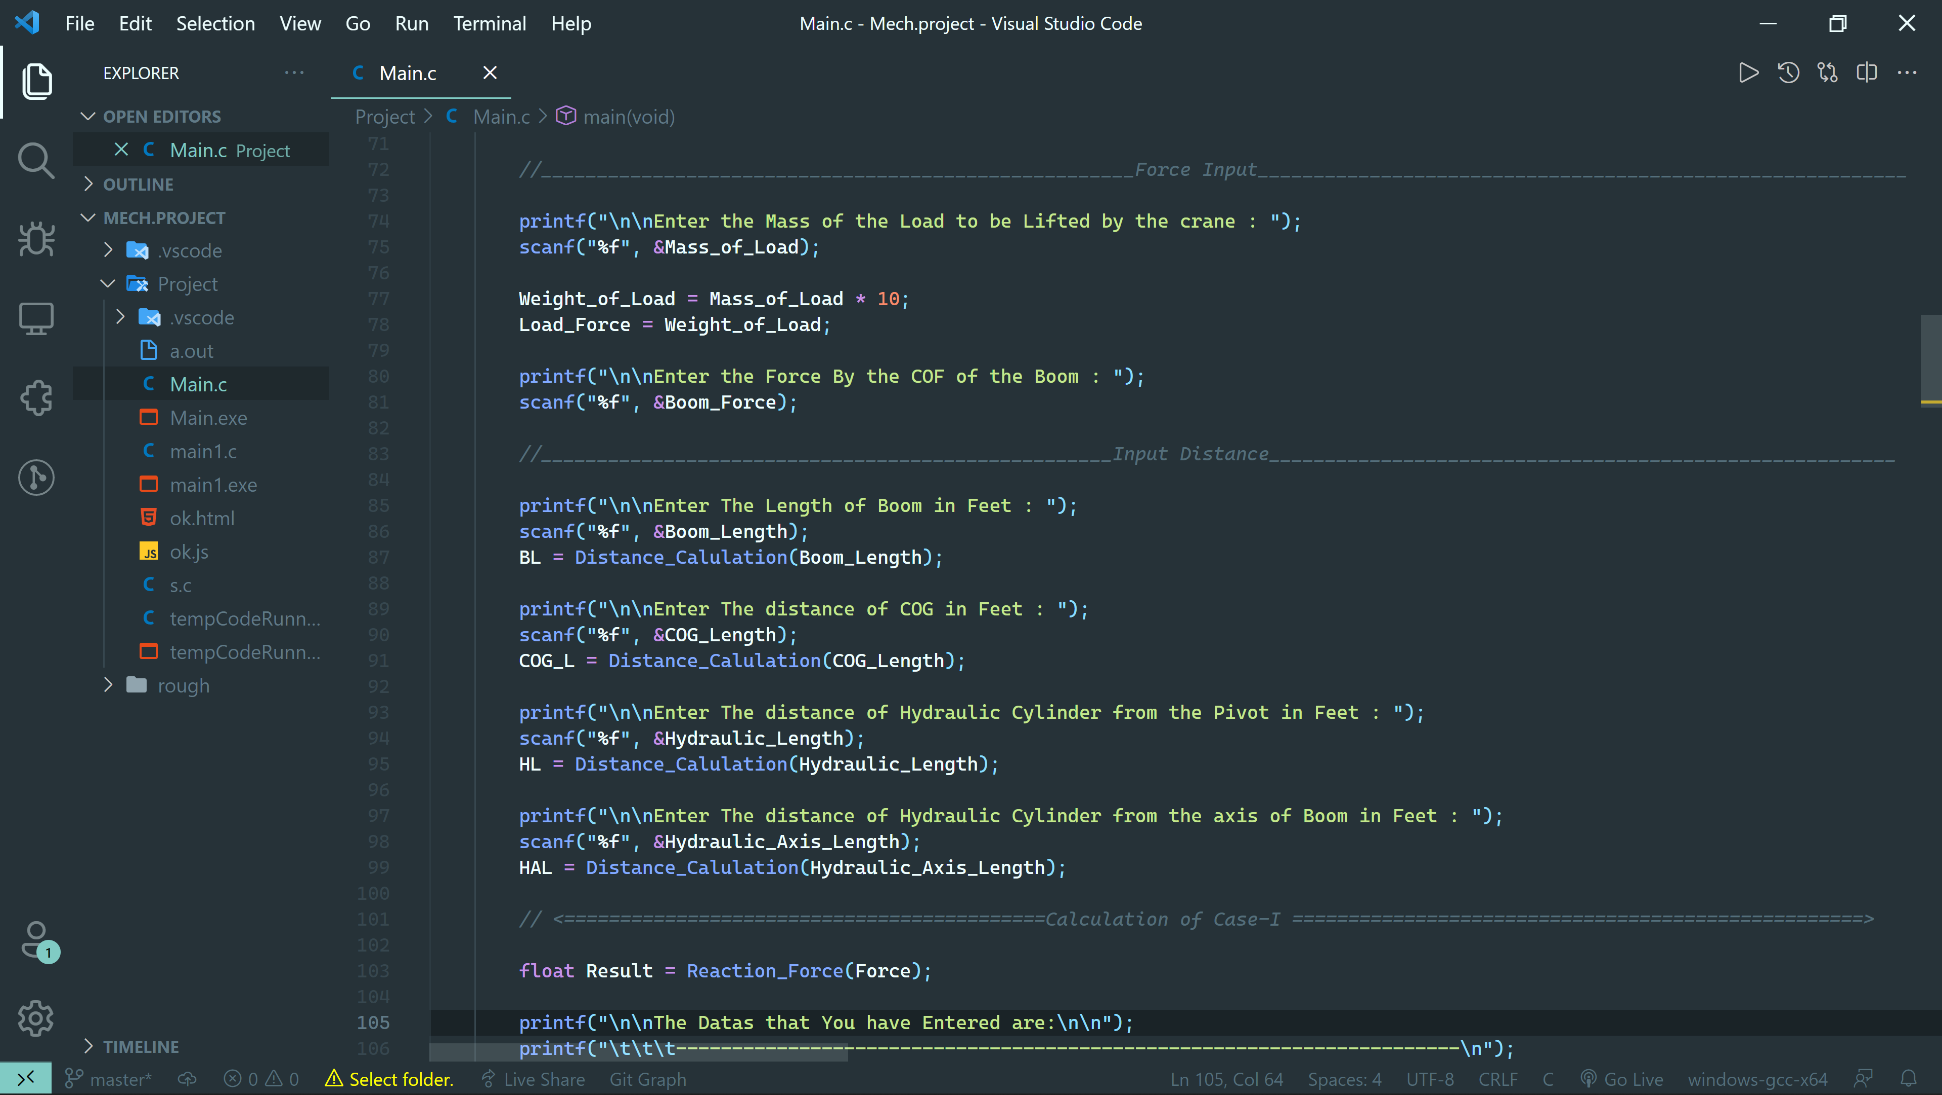 File Edit Selection View Go Run Terminal Help
Main.c - Mech.project - Visual Studio Code
EXPLORER
OPEN EDITORS
C Main.c Project
OUTLINE
MECH.PROJECT
.vscode
Project
.vscode
a.out
C Main.c
Main.exe
C main1.c
main1.exe
ok.html
JS ok.js
C s.c
C tempCodeRunn...
tempCodeRunn...
rough
TIMELINE
1
C Main.c
Project > C Main.c > main(void)
71
72 //_____________________________________________________Force Input__________________________________________________________
73
74 printf("\n\nEnter the Mass of the Load to be Lifted by the crane : ");
75 scanf("%f", &Mass_of_Load);
76
77 Weight_of_Load = Mass_of_Load * 10;
78 Load_Force = Weight_of_Load;
79
80 printf("\n\nEnter the Force By the COF of the Boom : ");
81 scanf("%f", &Boom_Force);
82
83 //___________________________________________________Input Distance________________________________________________________
84
85 printf("\n\nEnter The Length of Boom in Feet : ");
86 scanf("%f", &Boom_Length);
87 BL = Distance_Calulation(Boom_Length);
88
89 printf("\n\nEnter The distance of COG in Feet : ");
90 scanf("%f", &COG_Length);
91 COG_L = Distance_Calulation(COG_Length);
92
93 printf("\n\nEnter The distance of Hydraulic Cylinder from the Pivot in Feet : ");
94 scanf("%f", &Hydraulic_Length);
95 HL = Distance_Calulation(Hydraulic_Length);
96
97 printf("\n\nEnter The distance of Hydraulic Cylinder from the axis of Boom in Feet : ");
98 scanf("%f", &Hydraulic_Axis_Length);
99 HAL = Distance_Calulation(Hydraulic_Axis_Length);
100
101 // <===========================================Calculation of Case-I ===================================================>
102
103 float Result = Reaction_Force(Force);
104
105 printf("\n\nThe Datas that You have Entered are:\n\n");
106 printf("\t\t\t----------------------------------------------------------------------\n");
master* 0 0 Select folder. Live Share Git Graph
Ln 105, Col 64 Spaces: 4 UTF-8 CRLF C Go Live windows-gcc-x64